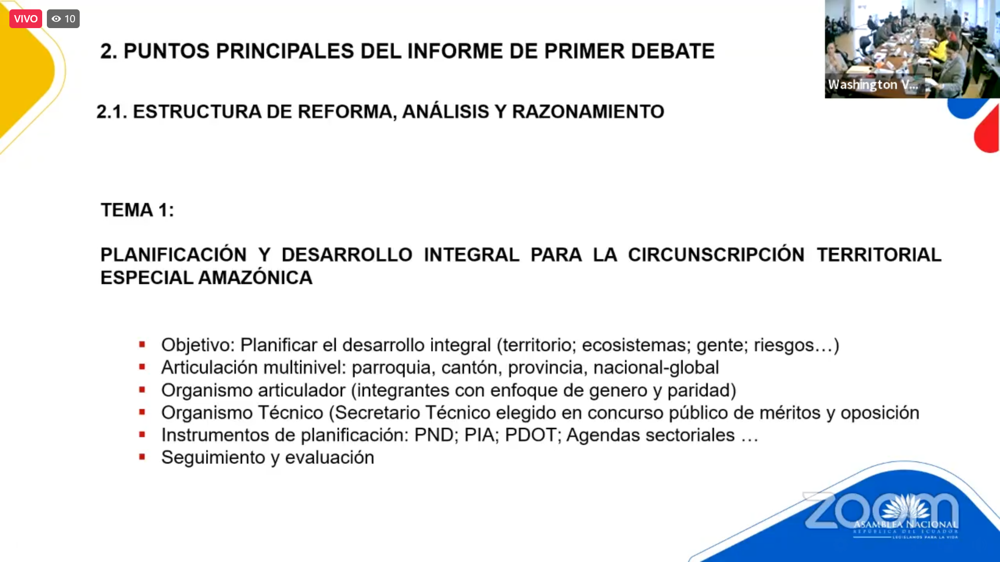 VIVO
10
2. PUNTOS PRINCIPALES DEL INFORME DE PRIMER DEBATE
Washington V...
2.1. ESTRUCTURA DE REFORMA, ANÁLISIS Y RAZONAMIENTO
TEMA 1:
PLANIFICACIÓN Y DESARROLLO INTEGRAL PARA LA CIRCUNSCRIPCIÓN TERRITORIAL
ESPECIAL AMAZÓNICA
▪ Objetivo: Planificar el desarrollo integral (territorio; ecosistemas; gente; riesgos…)
▪ Articulación multinivel: parroquia, cantón, provincia, nacional-global
▪ Organismo articulador (integrantes con enfoque de genero y paridad)
▪ Organismo Técnico (Secretario Técnico elegido en concurso público de méritos y oposición
▪ Instrumentos de planificación: PND; PIA; PDOT; Agendas sectoriales …
▪ Seguimiento y evaluación
zoom
ASAMBLEA NACIONAL
REPÚBLICA DEL ECUADOR
LEGISLAMOS PARA LA VIDA